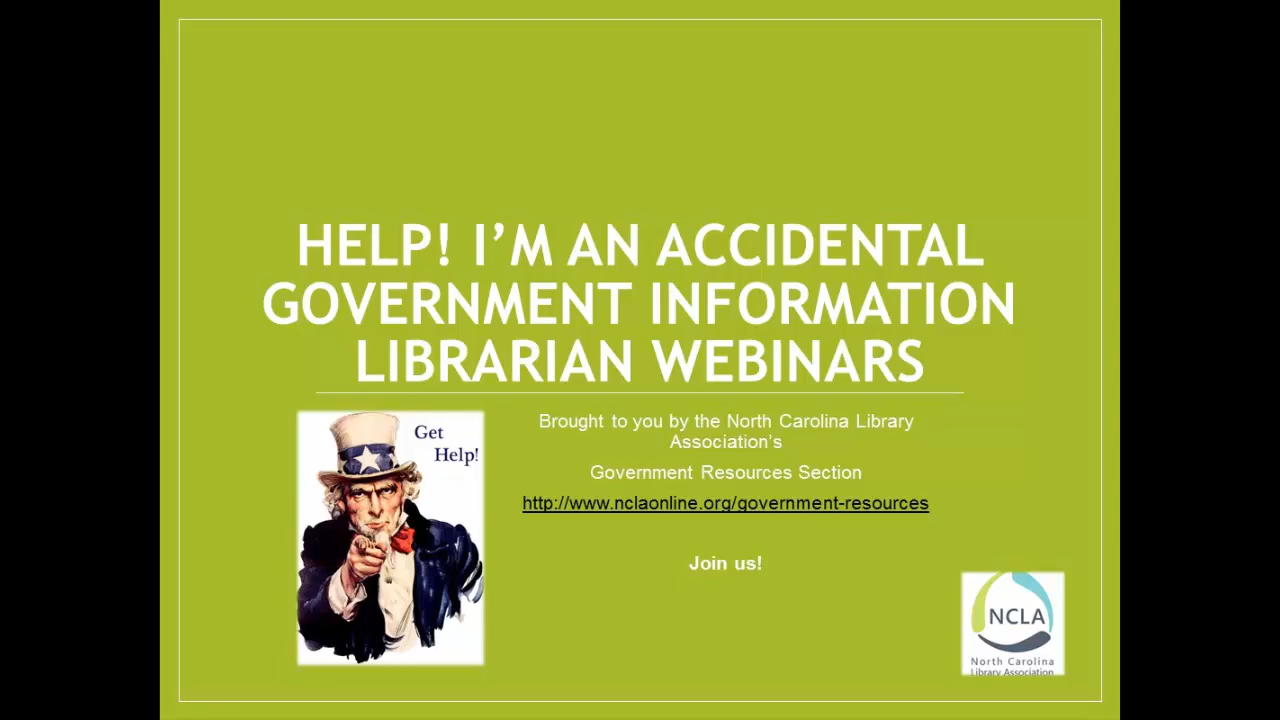 HELP! I’M AN ACCIDENTAL
GOVERNMENT INFORMATION
LIBRARIAN WEBINARS
Get
Help!
Brought to you by the North Carolina Library
Association’s
Government Resources Section
http://www.nclaonline.org/government-resources
Join us!
NCLA
North Carolina
Library Association